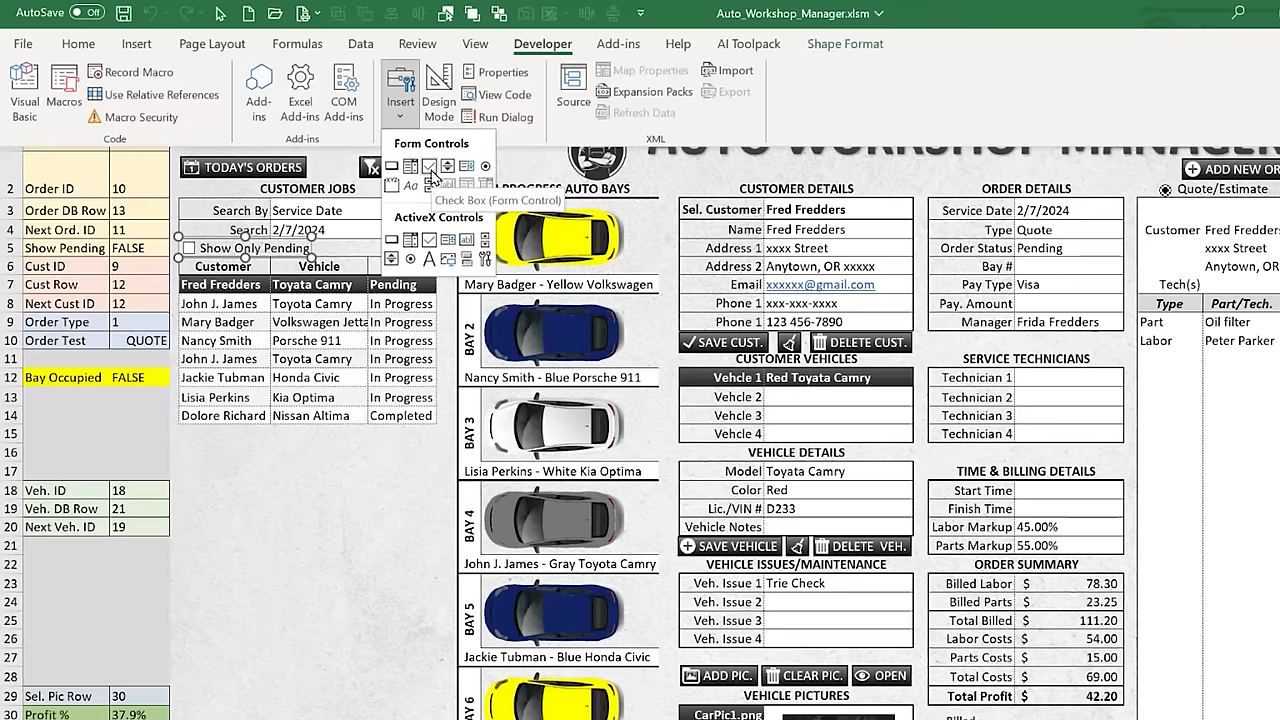 AutoSave Off Auto_Workshop_Manager.xlsm
File Home Insert Page Layout Formulas Data Review View Developer Add-ins Help AI Toolpack Shape Format
Visual Basic
Macros
Record Macro
Use Relative References
Macro Security
Code
Add-ins
Excel Add-ins
COM Add-ins
Add-ins
Insert
Design Mode
Properties
View Code
Run Dialog
Source
Map Properties
Expansion Packs
Refresh Data
Import
Export
XML
Form Controls
Aa
Check Box (Form Control)
ActiveX Controls
2 Order ID 10
3 Order DB Row 13
4 Next Ord. ID 11
5 Show Pending FALSE
6 Cust ID 9
7 Cust Row 12
8 Next Cust ID 12
9 Order Type 1
10 Order Test QUOTE
11
12 Bay Occupied FALSE
13
14
15
16
17
18 Veh. ID 18
19 Veh. DB Row 21
20 Next Veh. ID 19
21
22
23
24
25
26
27
28
29 Sel. Pic Row 30
30 Profit % 37.9%
TODAY'S ORDERS
CUSTOMER JOBS
Search By Service Date
Search 2/7/2024
Show Only Pending
Customer Vehicle
Fred Fredders Toyata Camry Pending
John J. James Toyata Camry In Progress
Mary Badger Volkswagen Jetta In Progress
Nancy Smith Porsche 911 In Progress
John J. James Toyata Camry In Progress
Jackie Tubman Honda Civic In Progress
Lisia Perkins Kia Optima In Progress
Dolore Richard Nissan Altima Completed
PROGRESS AUTO BAYS
Mary Badger - Yellow Volkswagen
BAY 2
Nancy Smith - Blue Porsche 911
BAY 3
Lisia Perkins - White Kia Optima
BAY 4
John J. James - Gray Toyota Camry
BAY 5
Jackie Tubman - Blue Honda Civic
BAY 6
AUTO WORKSHOP MANAGER
CUSTOMER DETAILS
Sel. Customer Fred Fredders
Name Fred Fredders
Address 1 xxxx Street
Address 2 Anytown, OR xxxxx
Email xxxxxx@gmail.com
Phone 1 xxx-xxx-xxxx
Phone 1 123 456-7890
SAVE CUST. DELETE CUST.
CUSTOMER VEHICLES
Vehcle 1 Red Toyata Camry
Vehcle 2
Vehcle 3
Vehcle 4
VEHICLE DETAILS
Model Toyata Camry
Color Red
Lic./VIN # D233
Vehicle Notes
SAVE VEHICLE DELETE VEH.
VEHICLE ISSUES/MAINTENANCE
Veh. Issue 1 Trie Check
Veh. Issue 2
Veh. Issue 3
Veh. Issue 4
ADD PIC. CLEAR PIC. OPEN
VEHICLE PICTURES
CarPic1.png
ORDER DETAILS
Service Date 2/7/2024
Type Quote
Order Status Pending
Bay #
Pay Type Visa
Pay. Amount
Manager Frida Fredders
SERVICE TECHNICIANS
Technician 1
Technician 2
Technician 3
Technician 4
TIME & BILLING DETAILS
Start Time
Finish Time
Labor Markup 45.00%
Parts Markup 55.00%
ORDER SUMMARY
Billed Labor $ 78.30
Billed Parts $ 23.25
Total Billed $ 111.20
Labor Costs $ 54.00
Parts Costs $ 15.00
Total Costs $ 69.00
Total Profit $ 42.20
ADD NEW OR
Quote/Estimate
Customer Fred Fredders
xxxx Street
Anytown, OR
Tech(s)
Type Part/Tech.
Part Oil filter
Labor Peter Parker